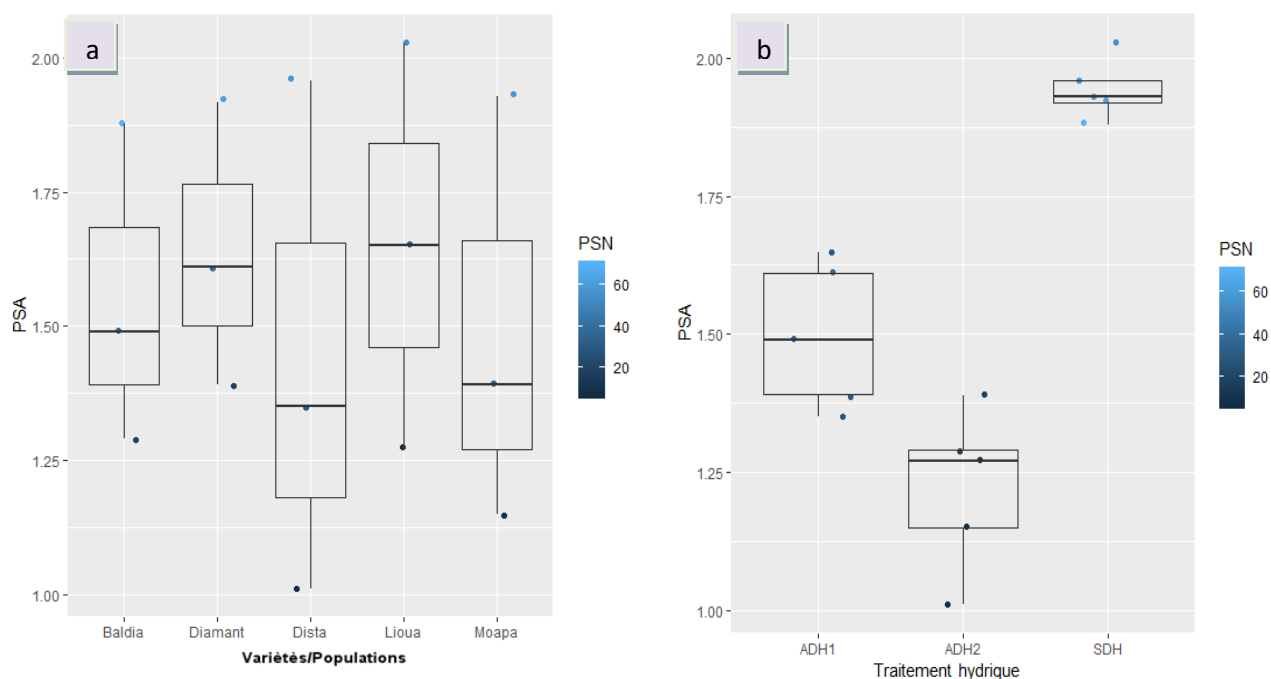 a
PSA
2.00
1.75
1.50
1.25
1.00
Baldia Diamant Dista Lioua Moapa
Variètès/Populations
PSN
60
40
20
b
PSA
2.00
1.75
1.50
1.25
1.00
ADH1 ADH2 SDH
Traitement hydrique
PSN
60
40
20